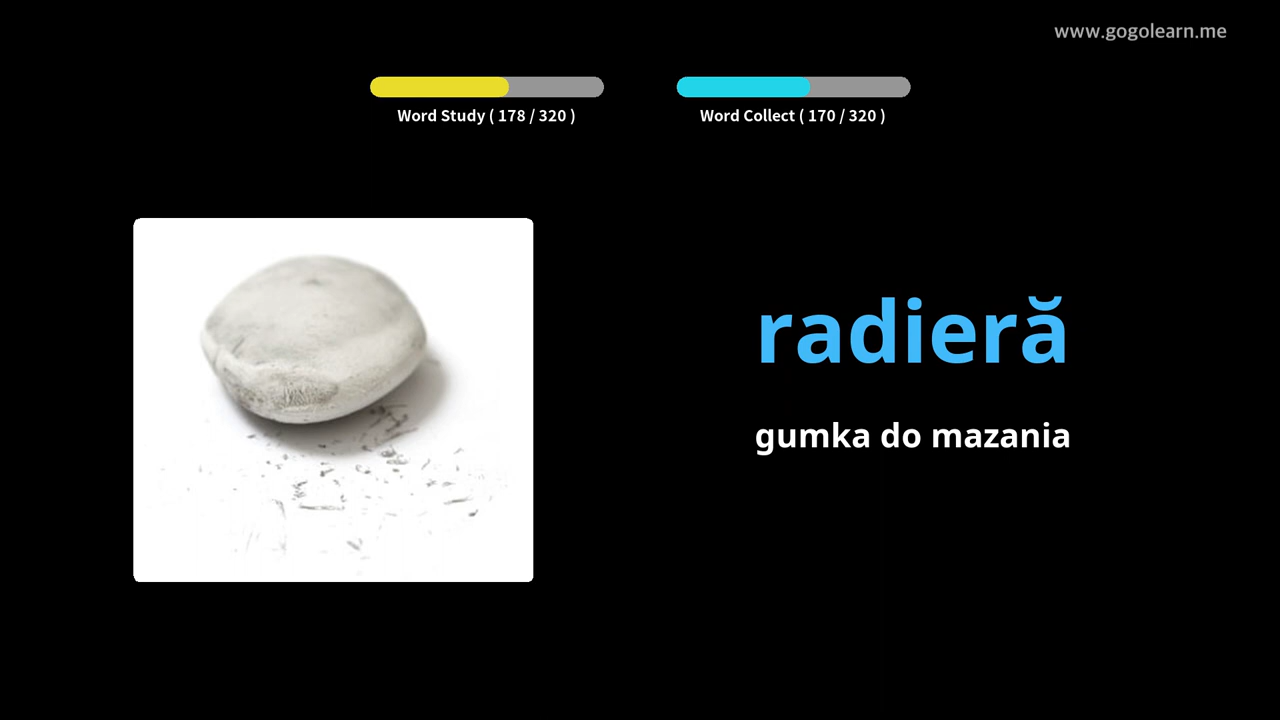 www.gogolearn.me
Word Study ( 178 / 320 )
Word Collect ( 170 / 320 )
radieră
gumka do mazania